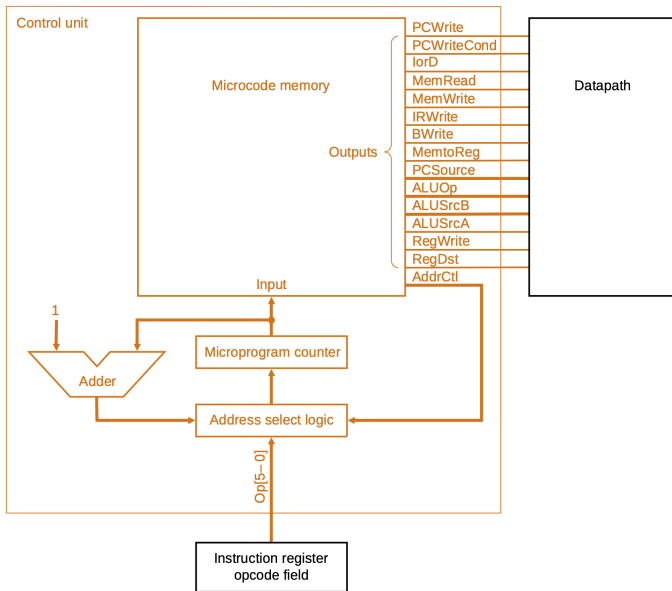 Control unit
Microcode memory
Outputs
Input
PCWrite
PCWriteCond
IorD
MemRead
MemWrite
IRWrite
BWrite
MemtoReg
PCSource
ALUOp
ALUSrcB
ALUSrcA
RegWrite
RegDst
AddrCtl
Datapath
1
Adder
Microprogram counter
Address select logic
Op[5– 0]
Instruction register
opcode field